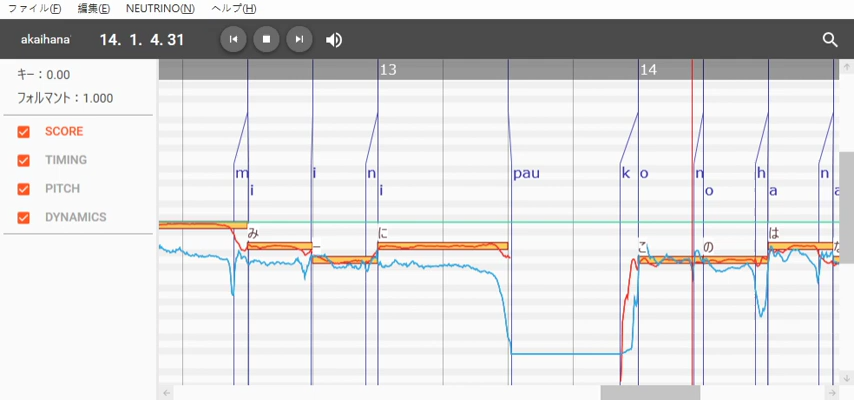 ファイル(F) 編集(E) NEUTRINO(N) ヘルプ(H)
akaihana 14. 1. 4. 31
キー：0.00
フォルマント：1.000
SCORE
TIMING
PITCH
DYNAMICS
13 14
m i i n i pau k o n o h a n a
み ー に こ の は な